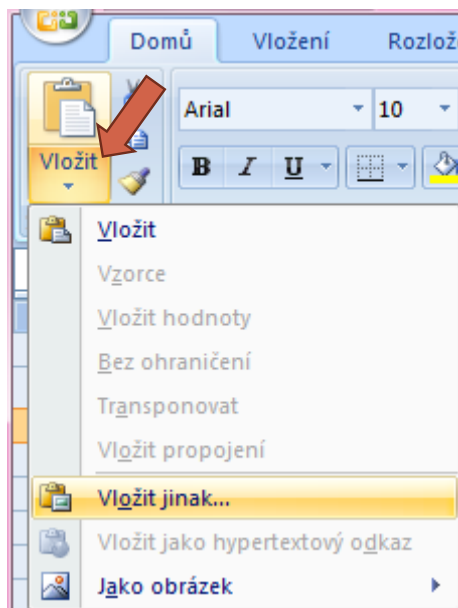 Domů Vložení Rozlož
Arial 10
Vložit
B I U
Vložit
Vzorce
Vložit hodnoty
Bez ohraničení
Transponovat
Vložit propojení
Vložit jinak...
Vložit jako hypertextový odkaz
Jako obrázek